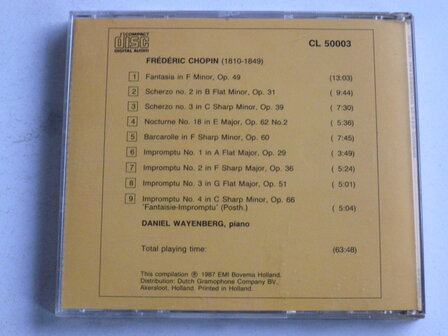 COMPACT
disc
DIGITAL AUDIO
CL 50003
FRÉDÉRIC CHOPIN (1810-1849)
1 Fantasia in F Minor, Op. 49 (13:03)
2 Scherzo no. 2 in B Flat Minor, Op. 31 ( 9:44)
3 Scherzo no. 3 in C Sharp Minor, Op. 39 ( 7:30)
4 Nocturne No. 18 in E Major, Op. 62 No.2 ( 5:36)
5 Barcarolle in F Sharp Minor, Op. 60 ( 7:45)
6 Impromptu No. 1 in A Flat Major, Op. 29 ( 3:49)
7 Impromptu No. 2 in F Sharp Major, Op. 36 ( 5:24)
8 Impromptu No. 3 in G Flat Major, Op. 51 ( 5:01)
9 Impromptu No. 4 in C Sharp Minor, Op. 66
'Fantaisie-Impromptu' (Posth.) ( 5:04)
DANIEL WAYENBERG, piano
Total playing time: (63:48)
This compilation ℗ 1987 EMI Bovema Holland.
Distribution: Dutch Gramophone Company BV.,
Akersloot, Holland. Printed in Holland.